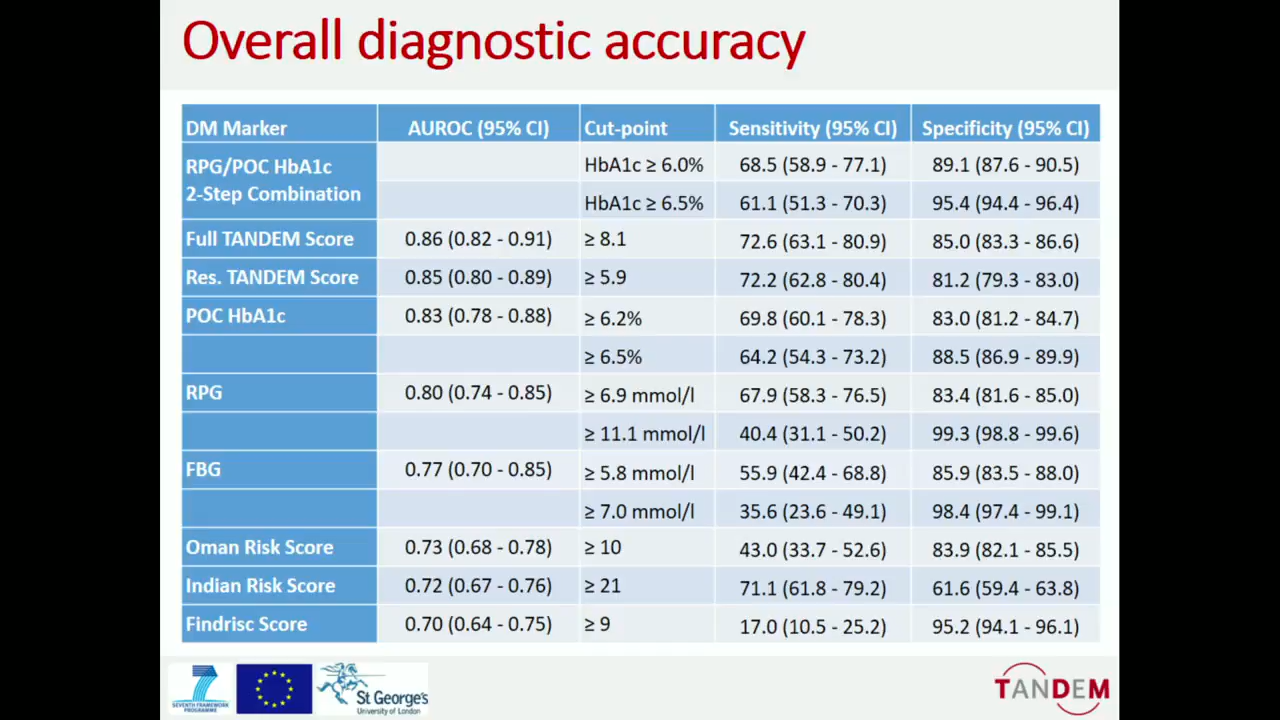 Overall diagnostic accuracy
DM Marker AUROC (95% CI) Cut-point Sensitivity (95% CI) Specificity (95% CI)
RPG/POC HbA1c 2-Step Combination HbA1c ≥ 6.0% 68.5 (58.9 - 77.1) 89.1 (87.6 - 90.5)
HbA1c ≥ 6.5% 61.1 (51.3 - 70.3) 95.4 (94.4 - 96.4)
Full TANDEM Score 0.86 (0.82 - 0.91) ≥ 8.1 72.6 (63.1 - 80.9) 85.0 (83.3 - 86.6)
Res. TANDEM Score 0.85 (0.80 - 0.89) ≥ 5.9 72.2 (62.8 - 80.4) 81.2 (79.3 - 83.0)
POC HbA1c 0.83 (0.78 - 0.88) ≥ 6.2% 69.8 (60.1 - 78.3) 83.0 (81.2 - 84.7)
≥ 6.5% 64.2 (54.3 - 73.2) 88.5 (86.9 - 89.9)
RPG 0.80 (0.74 - 0.85) ≥ 6.9 mmol/l 67.9 (58.3 - 76.5) 83.4 (81.6 - 85.0)
≥ 11.1 mmol/l 40.4 (31.1 - 50.2) 99.3 (98.8 - 99.6)
FBG 0.77 (0.70 - 0.85) ≥ 5.8 mmol/l 55.9 (42.4 - 68.8) 85.9 (83.5 - 88.0)
≥ 7.0 mmol/l 35.6 (23.6 - 49.1) 98.4 (97.4 - 99.1)
Oman Risk Score 0.73 (0.68 - 0.78) ≥ 10 43.0 (33.7 - 52.6) 83.9 (82.1 - 85.5)
Indian Risk Score 0.72 (0.67 - 0.76) ≥ 21 71.1 (61.8 - 79.2) 61.6 (59.4 - 63.8)
Findrisc Score 0.70 (0.64 - 0.75) ≥ 9 17.0 (10.5 - 25.2) 95.2 (94.1 - 96.1)
SEVENTH FRAMEWORK
PROGRAMME
St George's
University of London
TANDEM